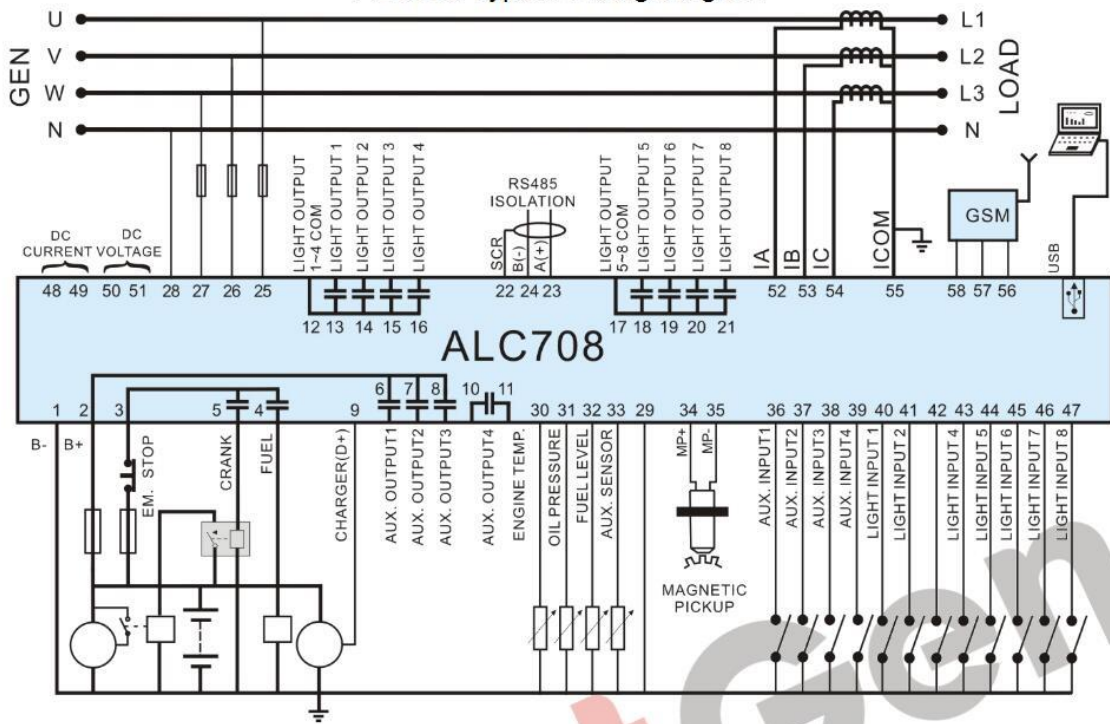 GEN
U
V
W
N
L1
L2
L3
N
LOAD
DC CURRENT
DC VOLTAGE
LIGHT OUTPUT 1~4 COM
LIGHT OUTPUT 1
LIGHT OUTPUT 2
LIGHT OUTPUT 3
LIGHT OUTPUT 4
RS485
ISOLATION
SCR
B(-)
A(+)
LIGHT OUTPUT 5~8 COM
LIGHT OUTPUT 5
LIGHT OUTPUT 6
LIGHT OUTPUT 7
LIGHT OUTPUT 8
IA
IB
IC
ICOM
GSM
USB
48 49 50 51 28 27 26 25 22 24 23 52 53 54 55 58 57 56
12 13 14 15 16 17 18 19 20 21
ALC708
1 2 3 5 4 9 6 7 8 10 11 30 31 32 33 29 34 35 36 37 38 39 40 41 42 43 44 45 46 47
B-
B+
EM. STOP
CRANK
FUEL
CHARGER(D+)
AUX. OUTPUT1
AUX. OUTPUT2
AUX. OUTPUT3
AUX. OUTPUT4
ENGINE TEMP.
OIL PRESSURE
FUEL LEVEL
AUX. SENSOR
MP+
MP-
MAGNETIC
PICKUP
AUX. INPUT1
AUX. INPUT2
AUX. INPUT3
AUX. INPUT4
LIGHT INPUT 1
LIGHT INPUT 2
LIGHT INPUT 4
LIGHT INPUT 5
LIGHT INPUT 6
LIGHT INPUT 7
LIGHT INPUT 8
Gen